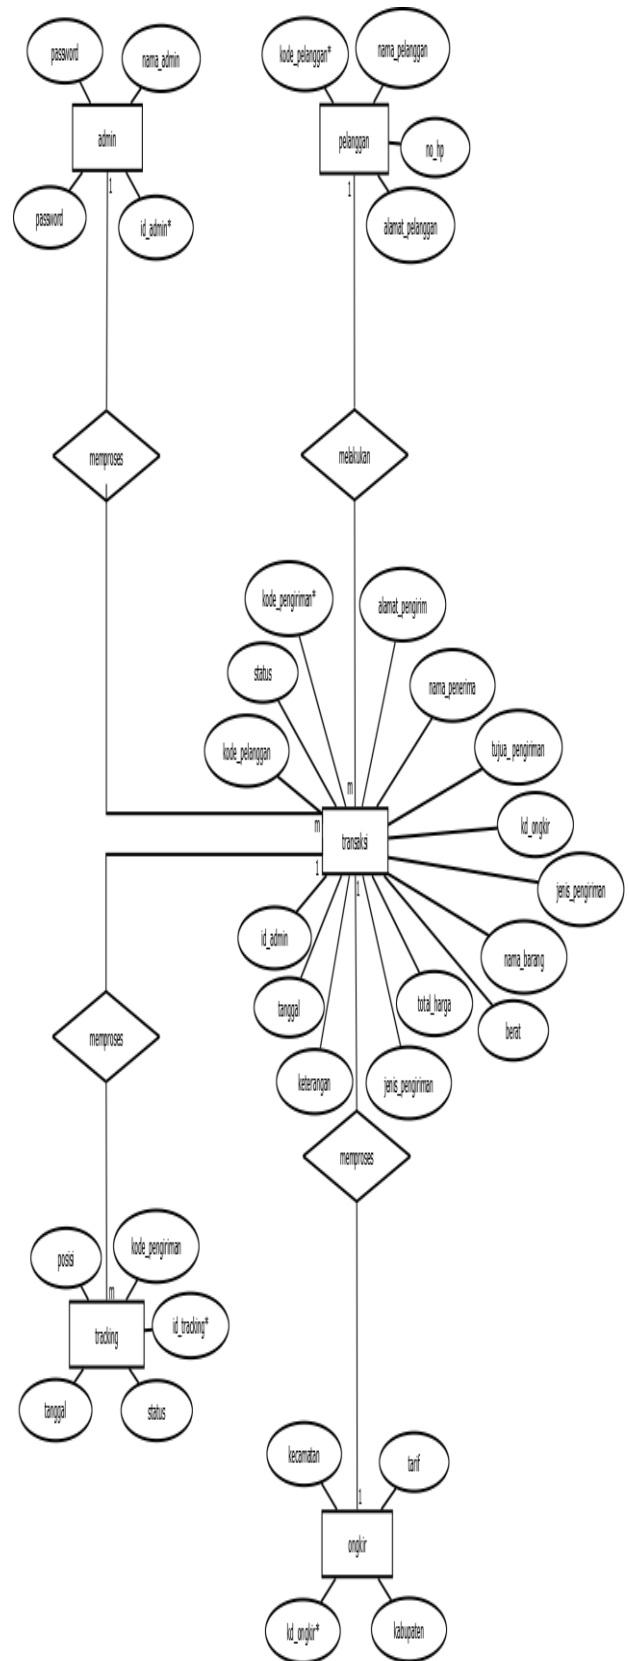 password
nama_admin
admin
password
id_admin*
1
kode_pelanggan*
nama_pelanggan
pelanggan
no_hp
alamat_pelanggan
1
memproses
melakukan
kode_pengiriman*
alamat_pengirim
status
nama_penerima
kode_pelanggan
tujua_ pengiriman
m
kd_ongkir
m
transaksi
1
1
jenis_pengiriman
id_admin
nama_barang
tanggal
total_harga
berat
keterangan
jenis_pengiriman
memproses
memproses
posisi
kode_pengiriman
m
tracking
id_tracking*
tanggal
status
kecamatan
tarif
1
ongkir
kd_ongkir*
kabupaten